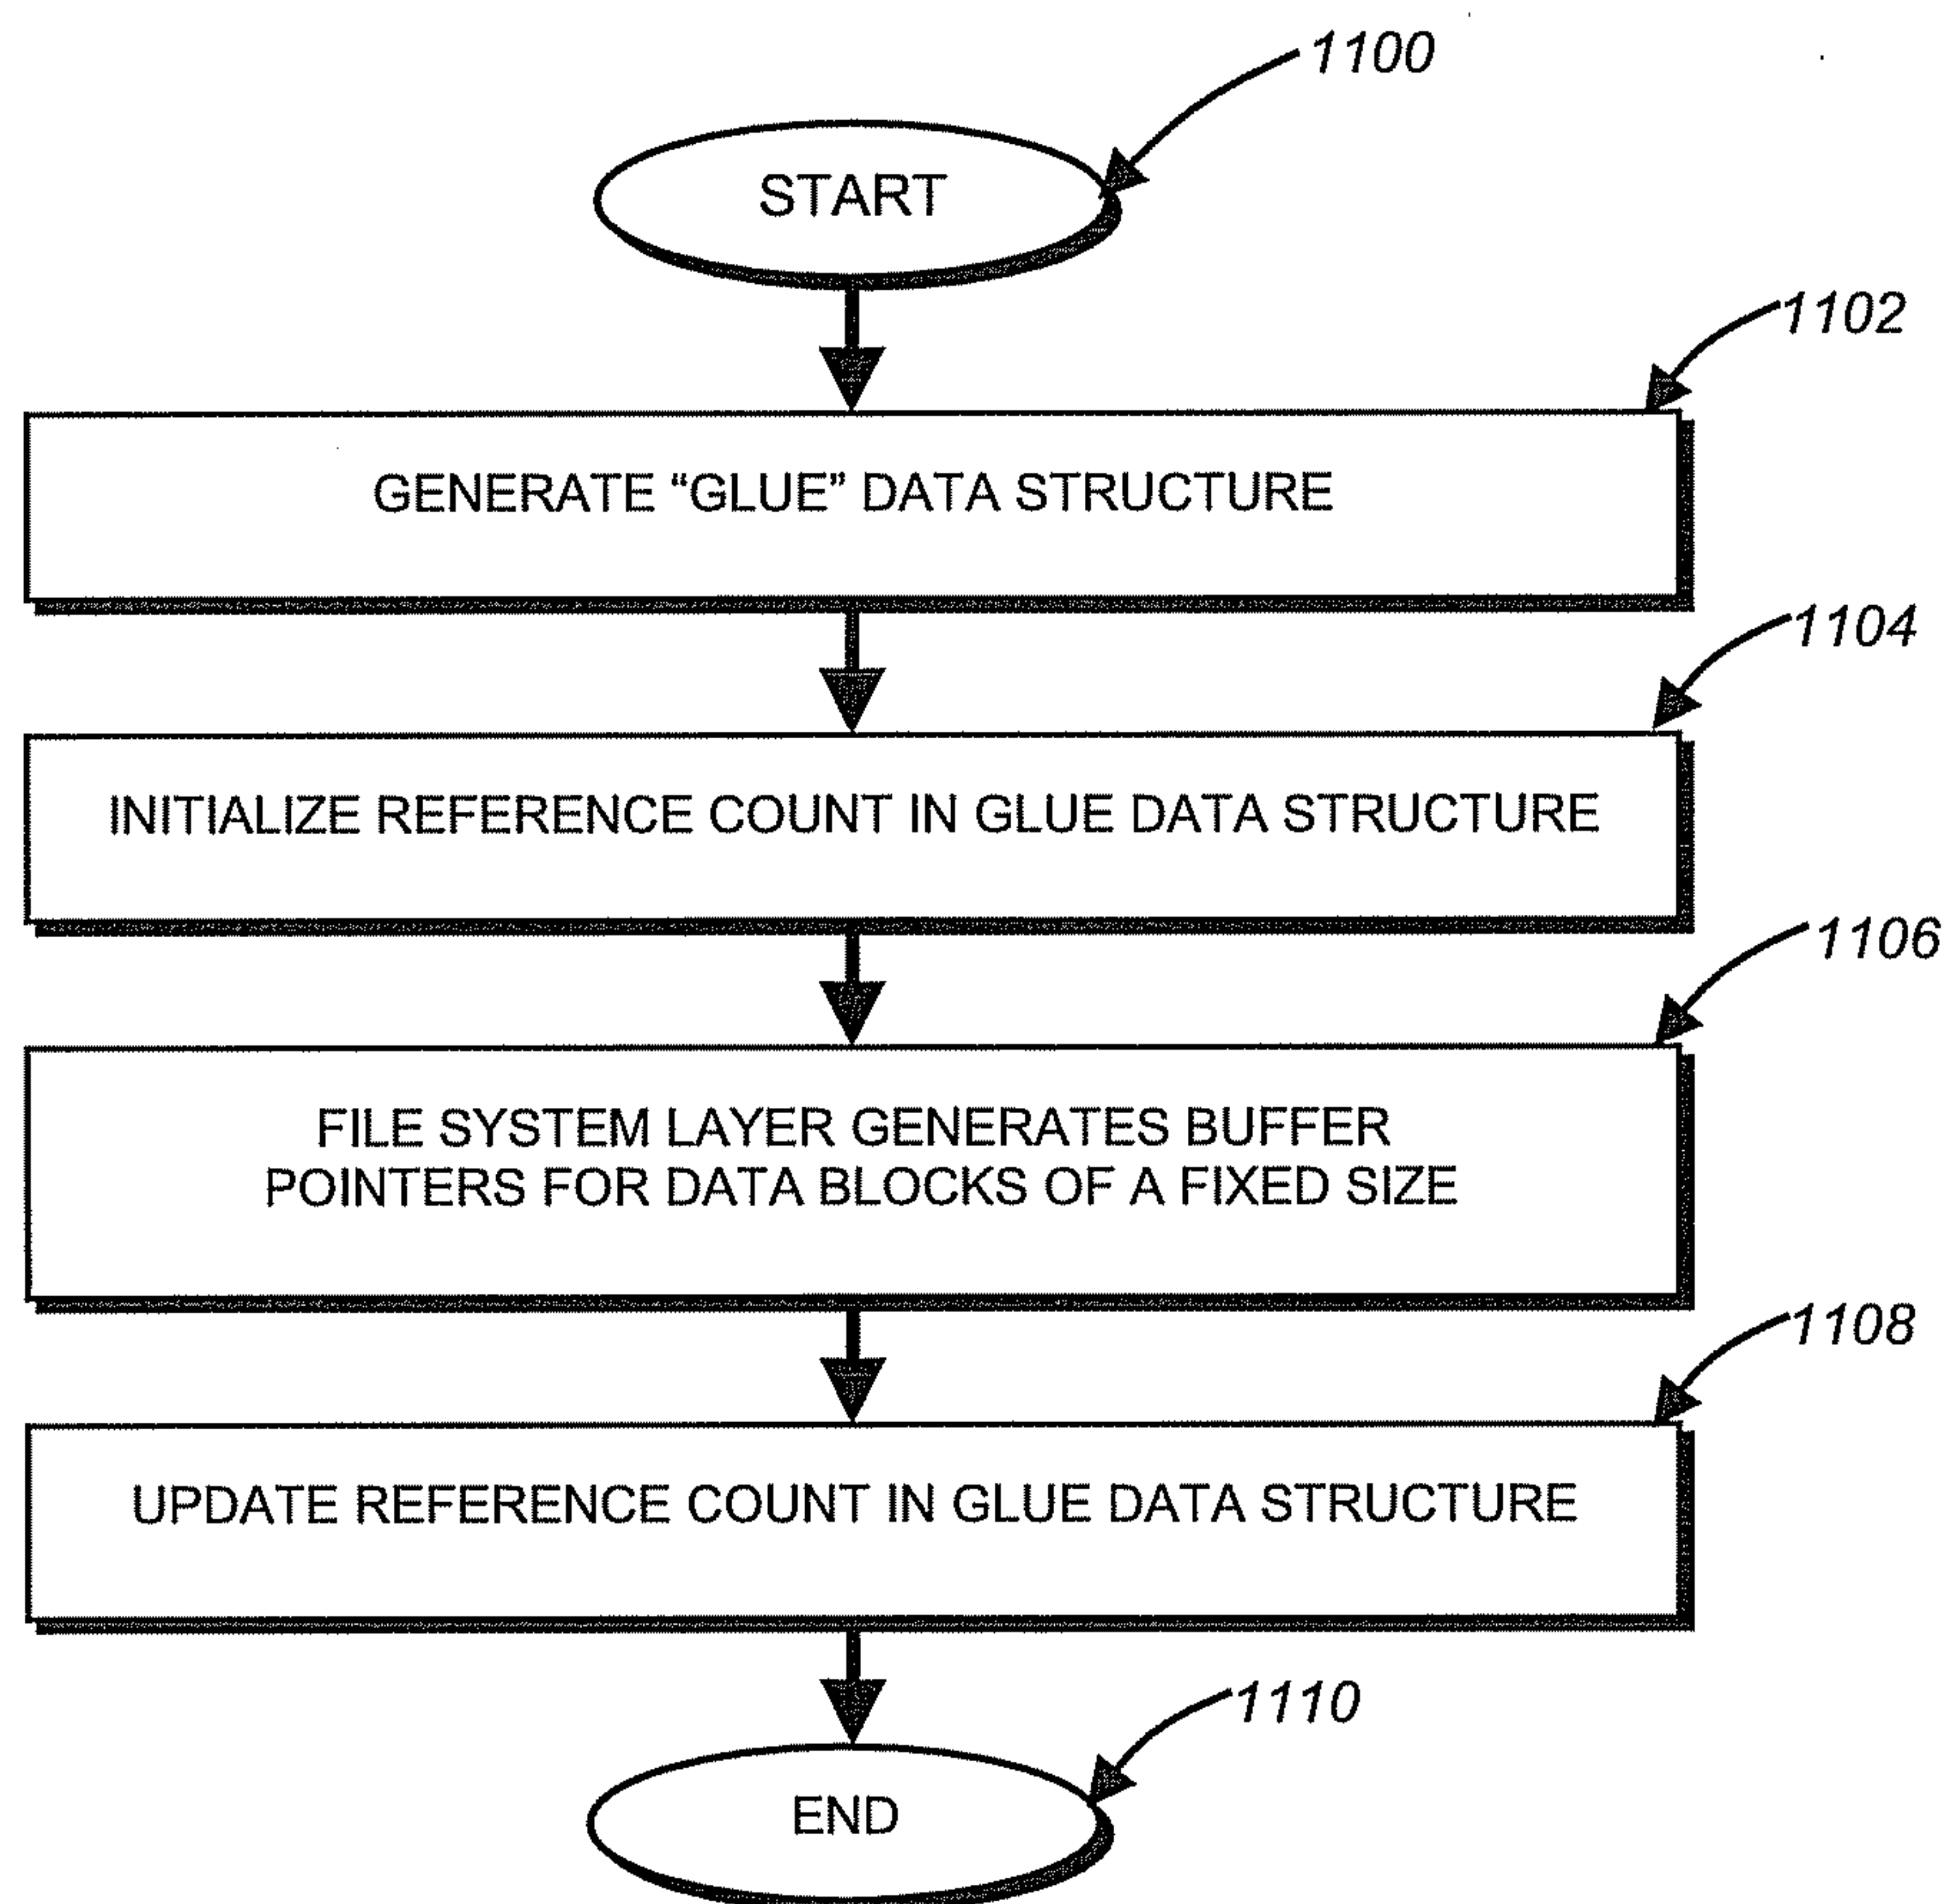 1100
START
1102
GENERATE “GLUE” DATA STRUCTURE
1104
INITIALIZE REFERENCE COUNT IN GLUE DATA STRUCTURE
1106
FILE SYSTEM LAYER GENERATES BUFFER
POINTERS FOR DATA BLOCKS OF A FIXED SIZE
1108
UPDATE REFERENCE COUNT IN GLUE DATA STRUCTURE
1110
END